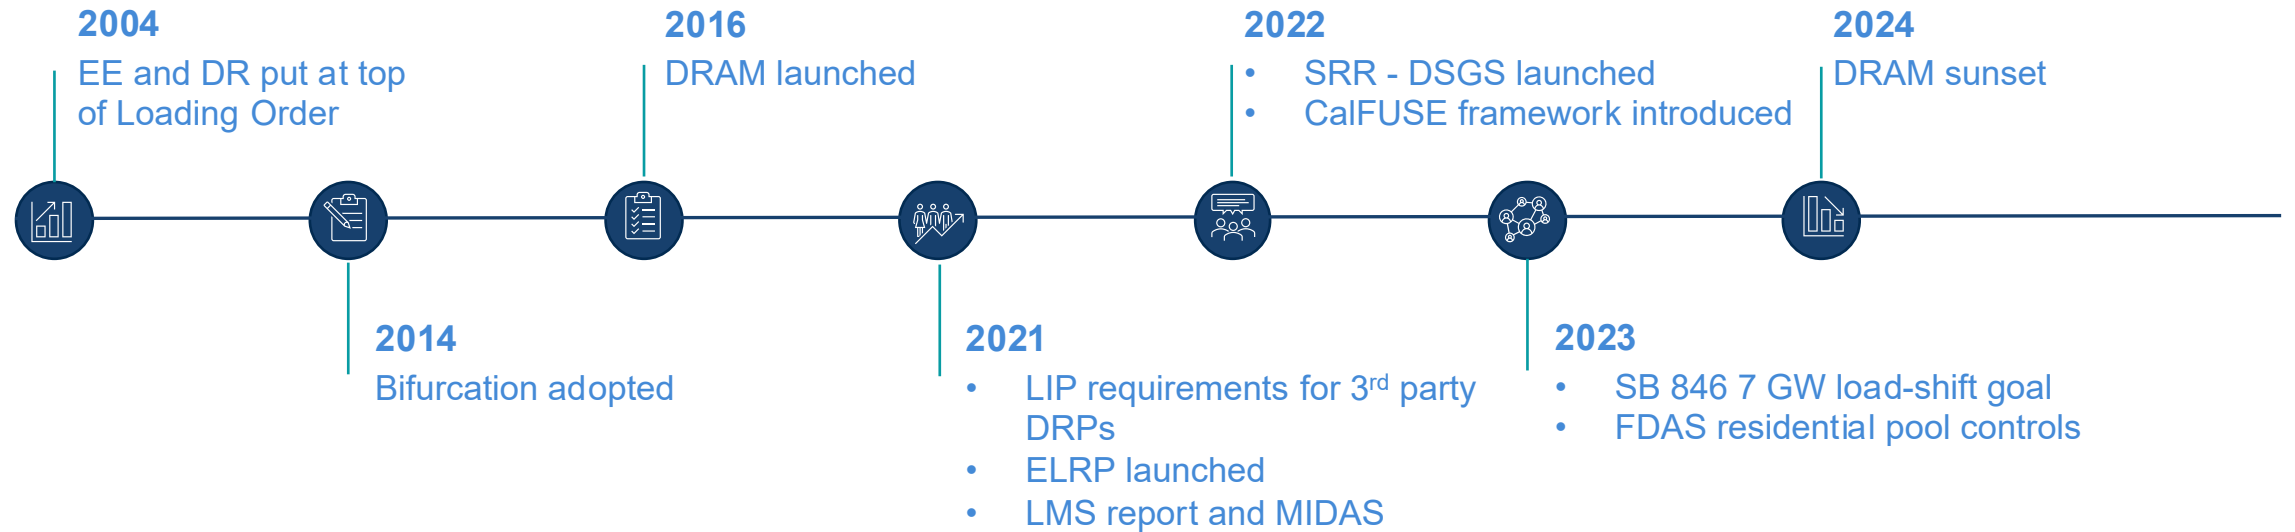 2004
EE and DR put at top
of Loading Order
2014
Bifurcation adopted
2016
DRAM launched
2021
• LIP requirements for 3rd party
DRPs
• ELRP launched
• LMS report and MIDAS
2022
• SRR - DSGS launched
• CalFUSE framework introduced
2023
• SB 846 7 GW load-shift goal
• FDAS residential pool controls
2024
DRAM sunset